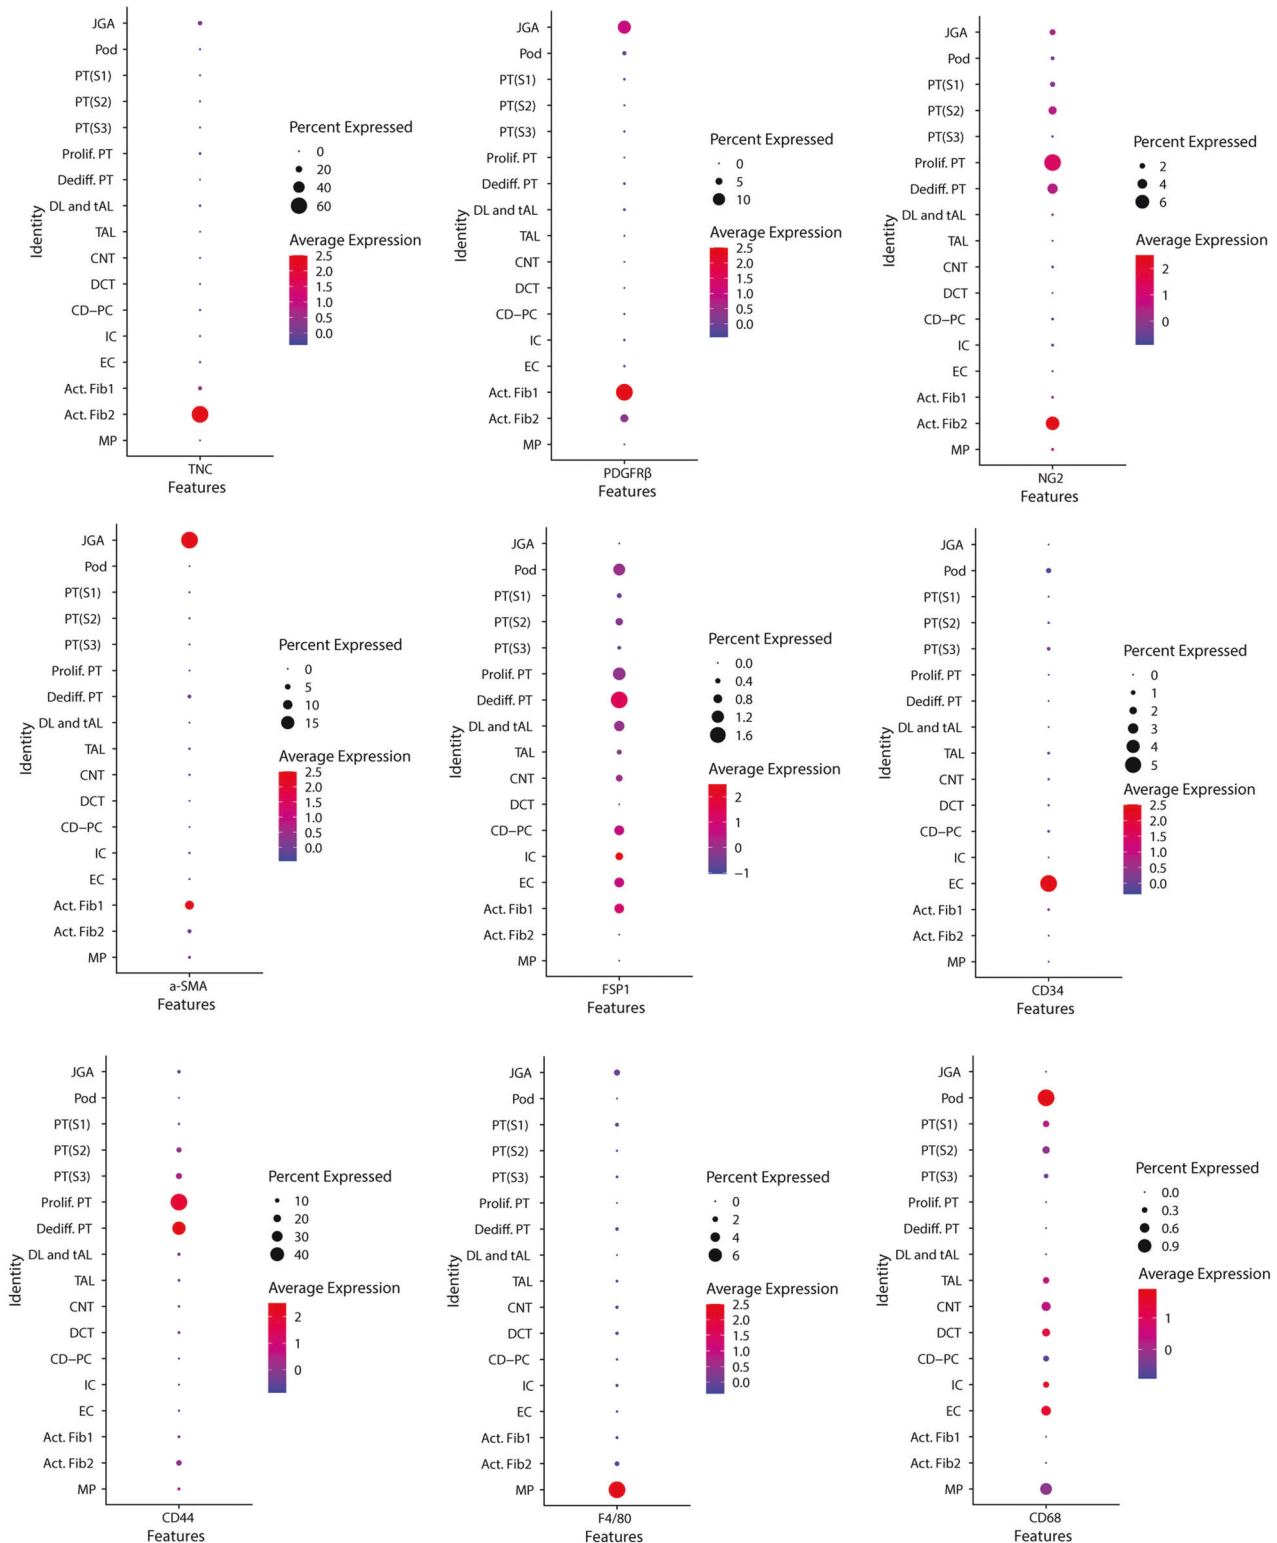 JGA
Pod
PT(S1)
PT(S2)
PT(S3)
Prolif. PT
Dediff. PT
DL and tAL
TAL
CNT
DCT
CD−PC
IC
EC
Act. Fib1
Act. Fib2
MP
Identity
TNC
Features
Percent Expressed
0
20
40
60
Average Expression
2.5
2.0
1.5
1.0
0.5
0.0
JGA
Pod
PT(S1)
PT(S2)
PT(S3)
Prolif. PT
Dediff. PT
DL and tAL
TAL
CNT
DCT
CD−PC
IC
EC
Act. Fib1
Act. Fib2
MP
Identity
PDGFRβ
Features
Percent Expressed
0
5
10
Average Expression
2.5
2.0
1.5
1.0
0.5
0.0
JGA
Pod
PT(S1)
PT(S2)
PT(S3)
Prolif. PT
Dediff. PT
DL and tAL
TAL
CNT
DCT
CD−PC
IC
EC
Act. Fib1
Act. Fib2
MP
Identity
NG2
Features
Percent Expressed
2
4
6
Average Expression
2
1
0
JGA
Pod
PT(S1)
PT(S2)
PT(S3)
Prolif. PT
Dediff. PT
DL and tAL
TAL
CNT
DCT
CD−PC
IC
EC
Act. Fib1
Act. Fib2
MP
Identity
a-SMA
Features
Percent Expressed
0
5
10
15
Average Expression
2.5
2.0
1.5
1.0
0.5
0.0
JGA
Pod
PT(S1)
PT(S2)
PT(S3)
Prolif. PT
Dediff. PT
DL and tAL
TAL
CNT
DCT
CD−PC
IC
EC
Act. Fib1
Act. Fib2
MP
Identity
FSP1
Features
Percent Expressed
0.0
0.4
0.8
1.2
1.6
Average Expression
2
1
0
−1
JGA
Pod
PT(S1)
PT(S2)
PT(S3)
Prolif. PT
Dediff. PT
DL and tAL
TAL
CNT
DCT
CD−PC
IC
EC
Act. Fib1
Act. Fib2
MP
Identity
CD34
Features
Percent Expressed
0
1
2
3
4
5
Average Expression
2.5
2.0
1.5
1.0
0.5
0.0
JGA
Pod
PT(S1)
PT(S2)
PT(S3)
Prolif. PT
Dediff. PT
DL and tAL
TAL
CNT
DCT
CD−PC
IC
EC
Act. Fib1
Act. Fib2
MP
Identity
CD44
Features
Percent Expressed
10
20
30
40
Average Expression
2
1
0
JGA
Pod
PT(S1)
PT(S2)
PT(S3)
Prolif. PT
Dediff. PT
DL and tAL
TAL
CNT
DCT
CD−PC
IC
EC
Act. Fib1
Act. Fib2
MP
Identity
F4/80
Features
Percent Expressed
0
2
4
6
Average Expression
2.5
2.0
1.5
1.0
0.5
0.0
JGA
Pod
PT(S1)
PT(S2)
PT(S3)
Prolif. PT
Dediff. PT
DL and tAL
TAL
CNT
DCT
CD−PC
IC
EC
Act. Fib1
Act. Fib2
MP
Identity
CD68
Features
Percent Expressed
0.0
0.3
0.6
0.9
Average Expression
1
0